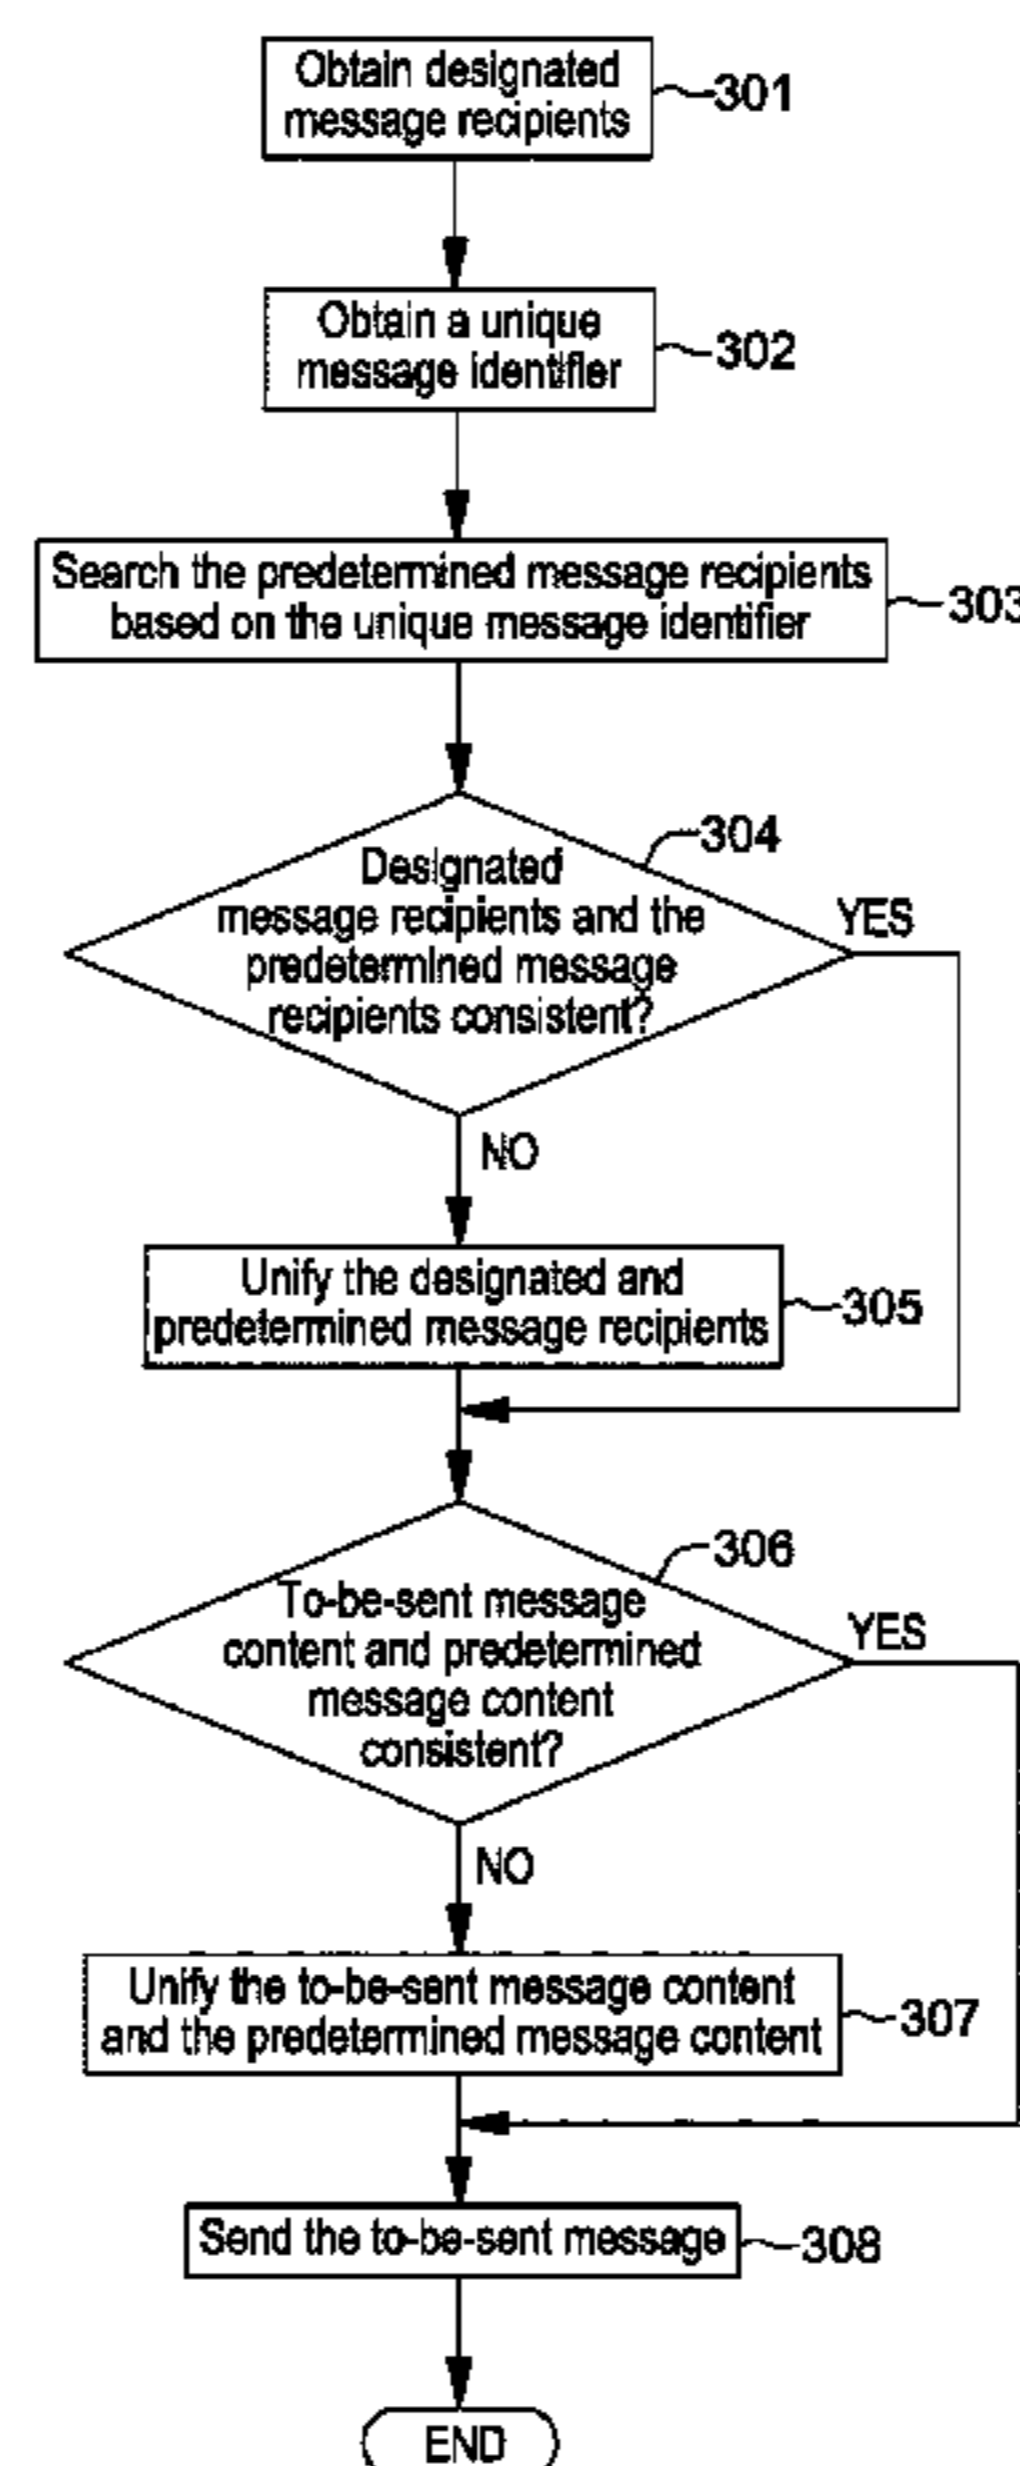 Obtain designated
message recipients
301
Obtain a unique
message identifier
302
Search the predetermined message recipients
based on the unique message identifier
303
304
Designated
message recipients and the
predetermined message
recipients consistent?
YES
NO
Unify the designated and
predetermined message recipients
305
306
To-be-sent message
content and predetermined
message content
consistent?
YES
NO
Unify the to-be-sent message content
and the predetermined message content
307
Send the to-be-sent message
308
END